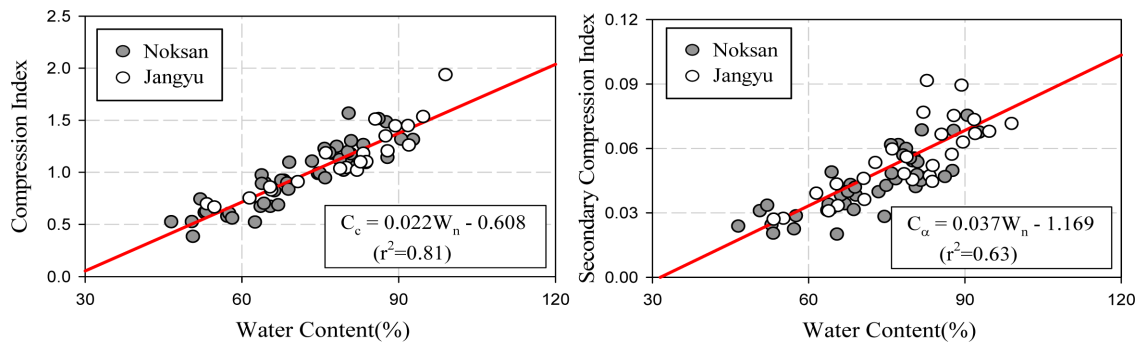 Compression Index
2.5
2.0
1.5
1.0
0.5
0.0
Noksan
Jangyu
C_c = 0.022W_n - 0.608
(r²=0.81)
30
60
90
120
Water Content(%)
Secondary Compression Index
0.12
0.09
0.06
0.03
0.00
Noksan
Jangyu
C_α = 0.037W_n - 1.169
(r²=0.63)
30
60
90
120
Water Content(%)